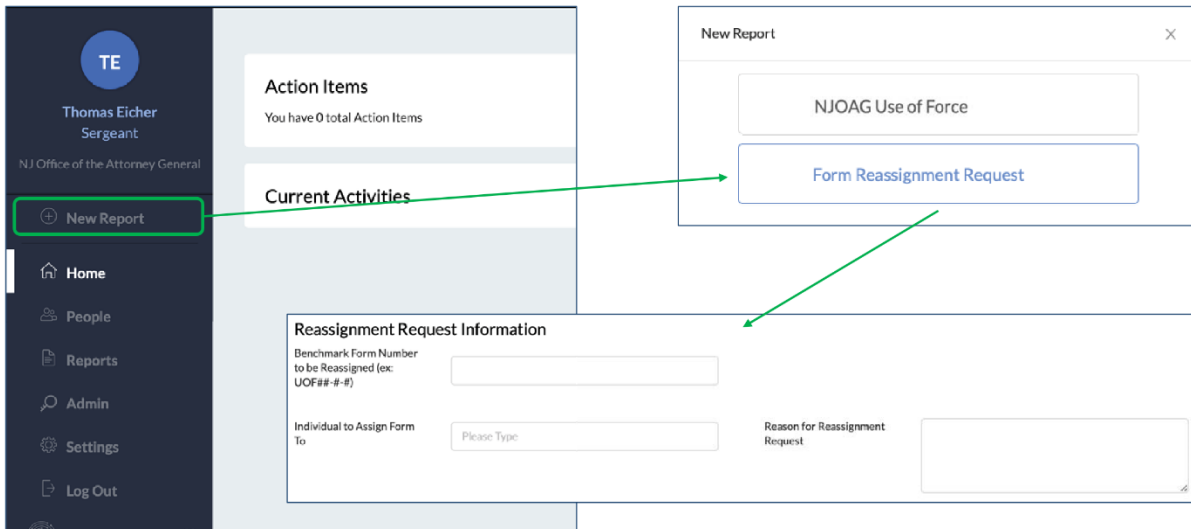 TE
Thomas Eicher
Sergeant
NJ Office of the Attorney General
New Report
Home
People
Reports
Admin
Settings
Log Out
Action Items
You have 0 total Action Items
Current Activities
New Report
NJOAG Use of Force
Form Reassignment Request
Reassignment Request Information
Benchmark Form Number
to be Reassigned (ex:
UOF##-#-#)
Individual to Assign Form
To
Please Type
Reason for Reassignment
Request